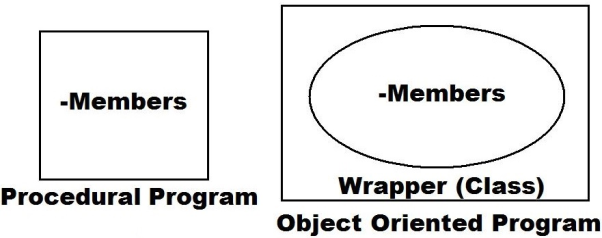 -Members
Procedural Program
-Members
Wrapper (Class)
Object Oriented Program